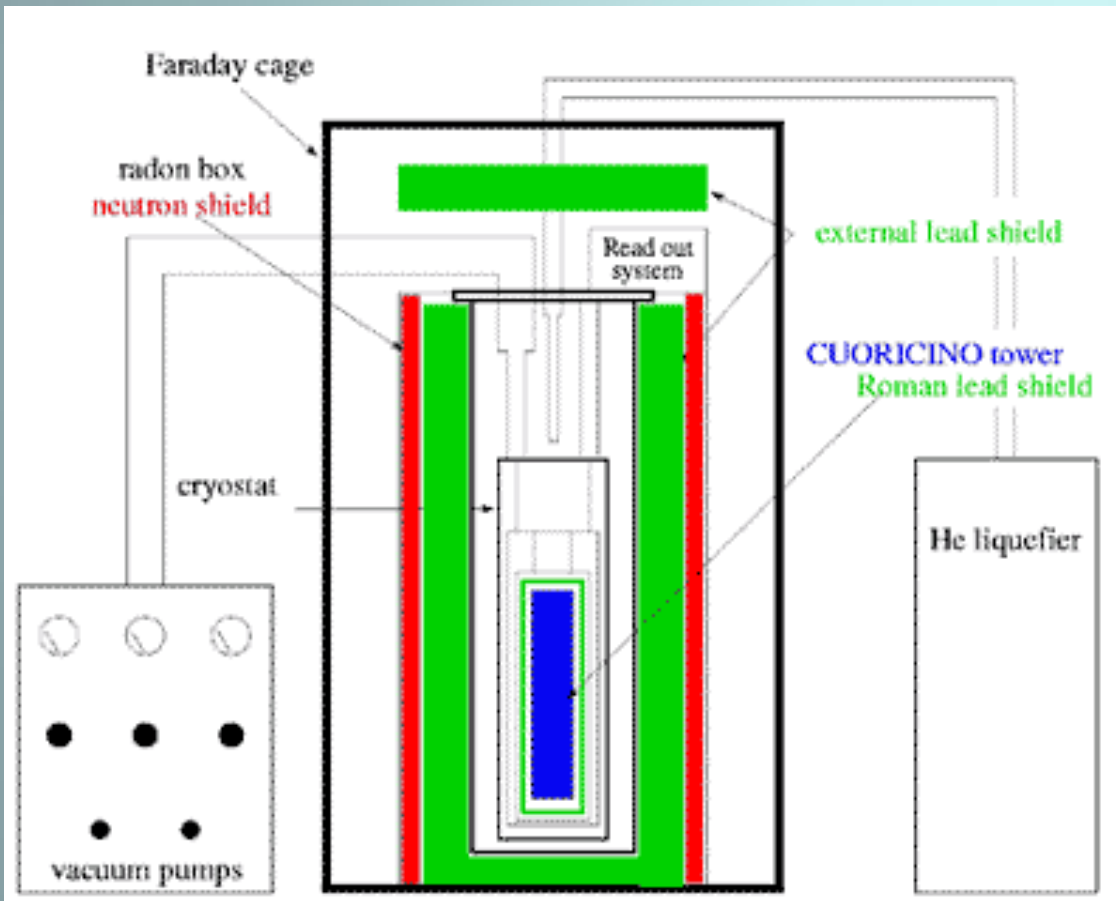 Faraday cage
radon box
neutron shield
external lead shield
Read out
system
CUORICINO tower
Roman lead shield
cryostat
He liquefier
vacuum pumps